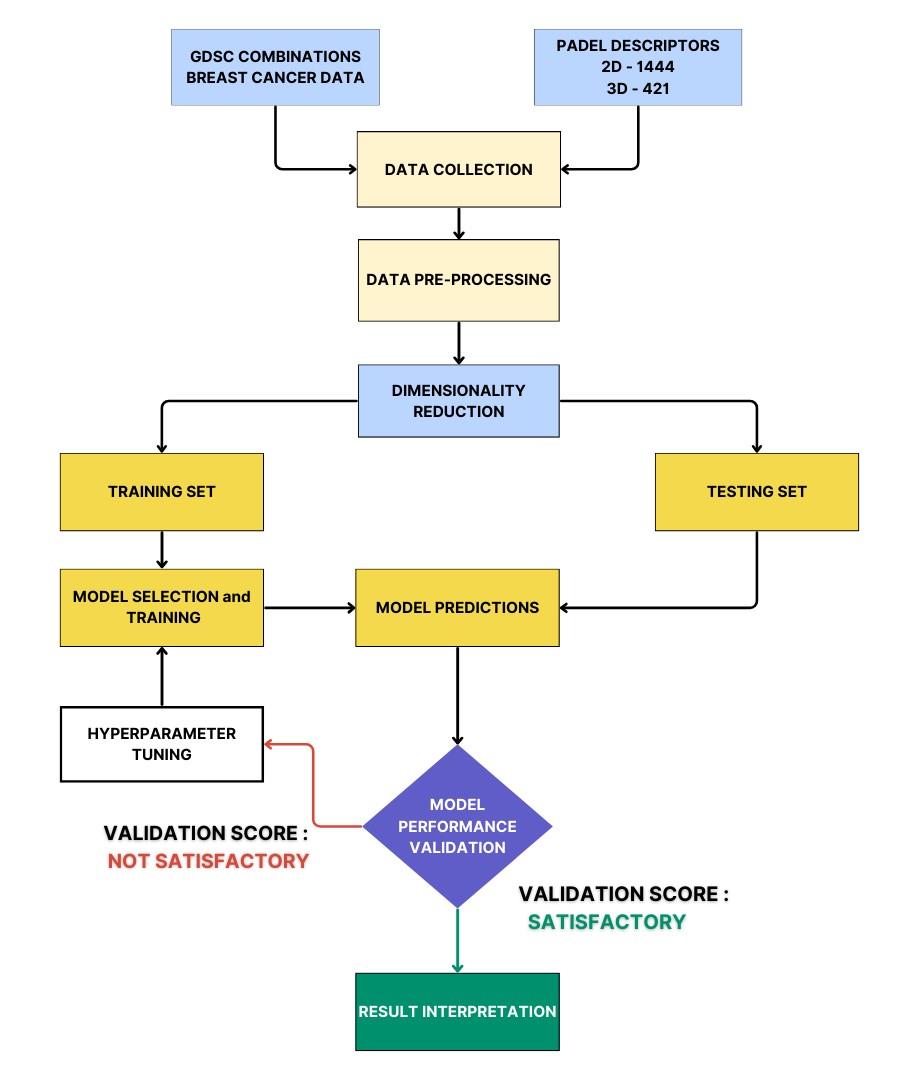 GDSC COMBINATIONS
BREAST CANCER DATA
PADEL DESCRIPTORS
2D - 1444
3D - 421
DATA COLLECTION
DATA PRE-PROCESSING
DIMENSIONALITY
REDUCTION
TRAINING SET
TESTING SET
MODEL SELECTION and
TRAINING
MODEL PREDICTIONS
HYPERPARAMETER
TUNING
MODEL
PERFORMANCE
VALIDATION
VALIDATION SCORE :
NOT SATISFACTORY
VALIDATION SCORE :
SATISFACTORY
RESULT INTERPRETATION